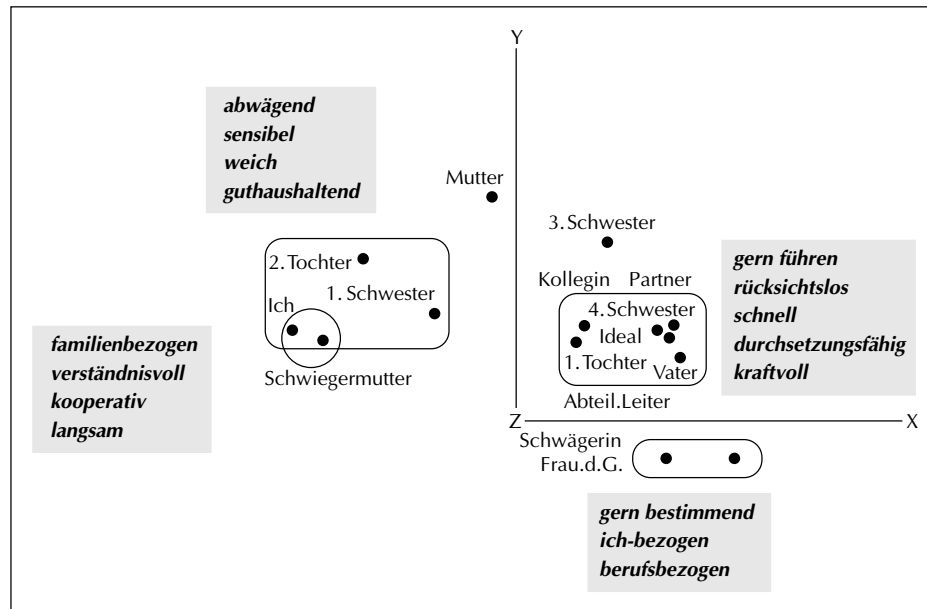 Y
abwägend
sensibel
weich
guthaushaltend
Mutter
3. Schwester
2. Tochter
1. Schwester
Ich
Schwiegermutter
Kollegin Partner
4. Schwester
Ideal
1. Tochter
Vater
Abteil.Leiter
gern führen
rücksichtslos
schnell
durchsetzungsfähig
kraftvoll
familienbezogen
verständnisvoll
kooperativ
langsam
Z
X
Schwägerin
Frau.d.G.
gern bestimmend
ich-bezogen
berufsbezogen